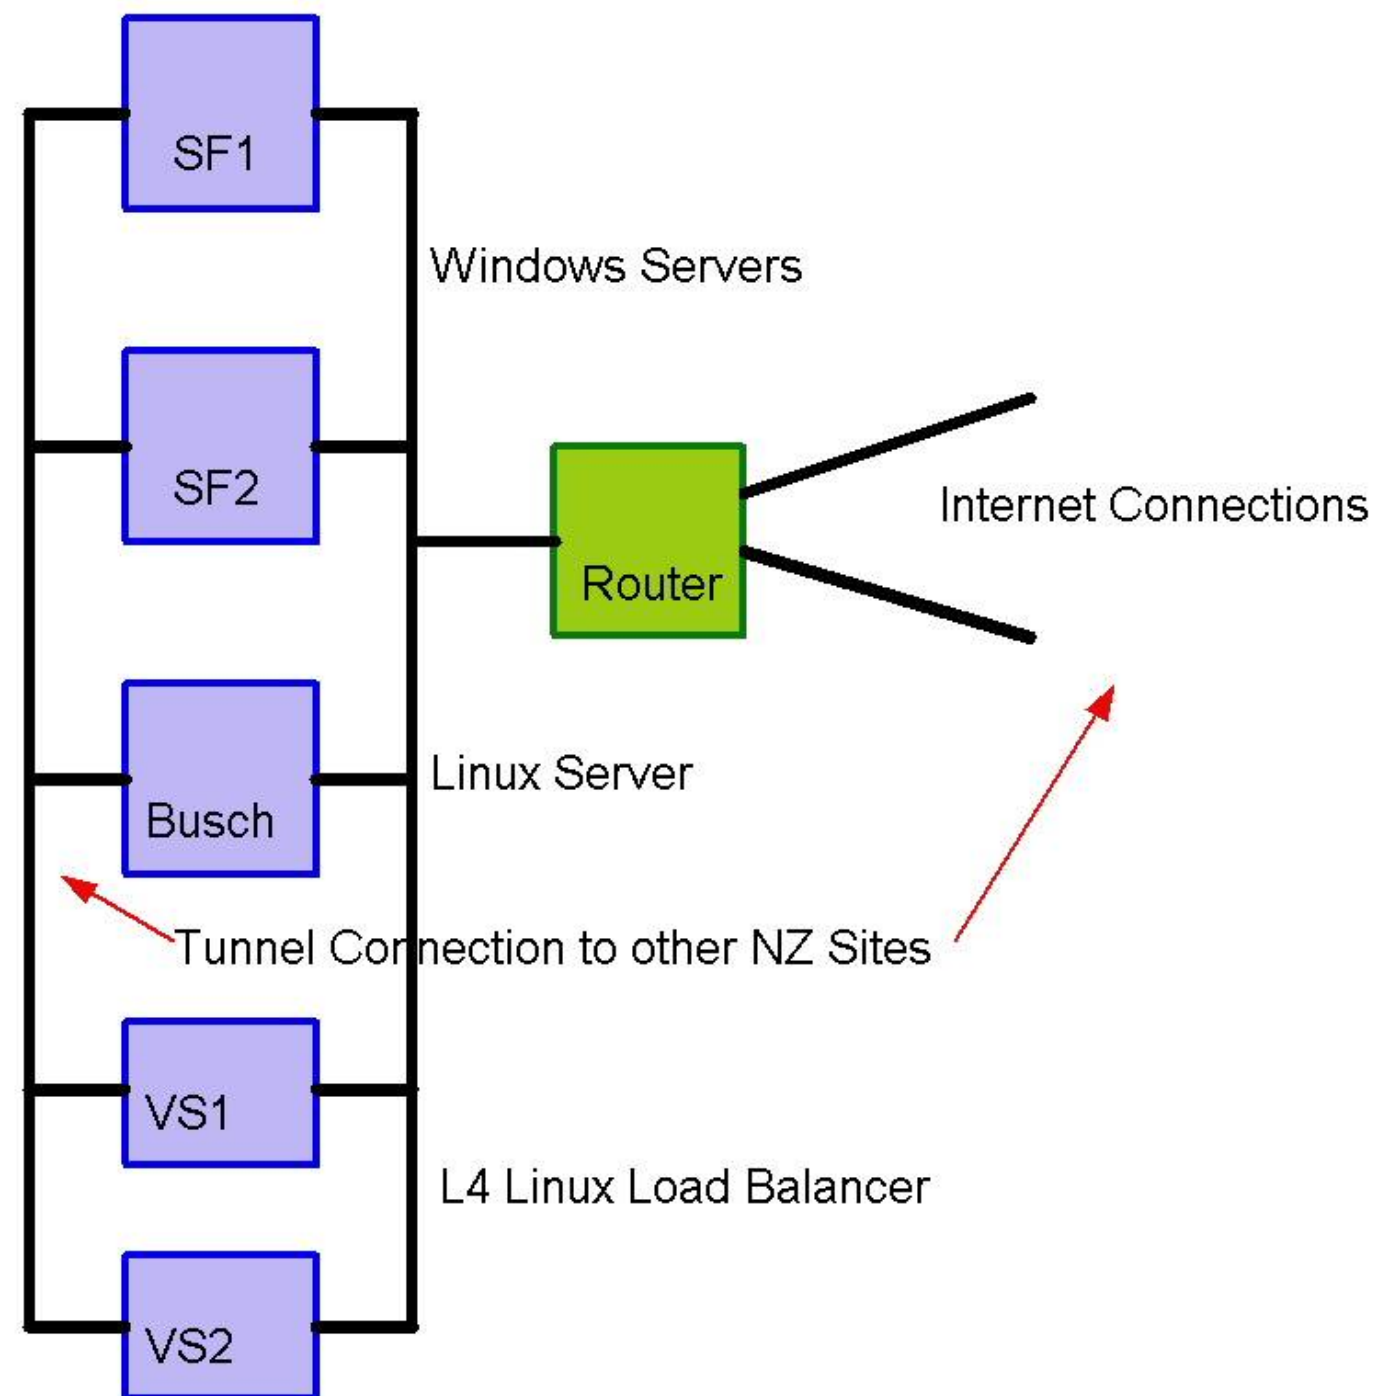 SF1
Windows Servers
SF2
Internet Connections
Router
Linux Server
Busch
Tunnel Connection to other NZ Sites
VS1
L4 Linux Load Balancer
VS2